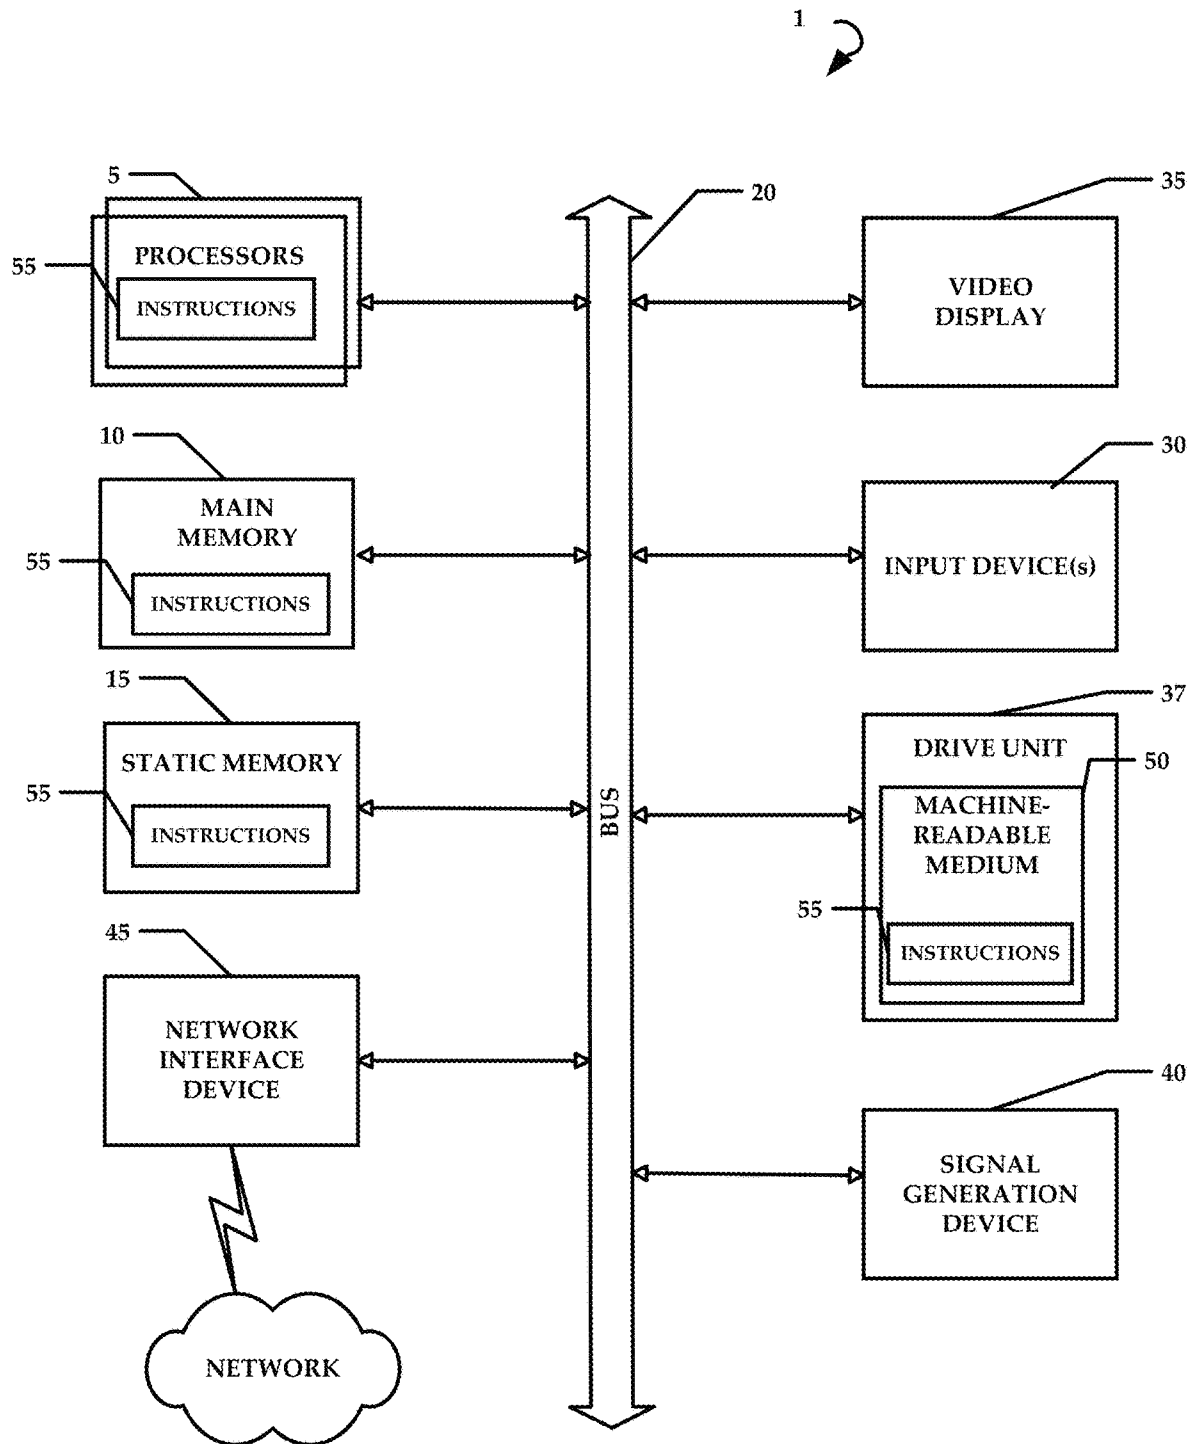 1
5
PROCESSORS
55
INSTRUCTIONS
10
MAIN
MEMORY
55
INSTRUCTIONS
15
STATIC MEMORY
55
INSTRUCTIONS
45
NETWORK
INTERFACE
DEVICE
NETWORK
20
BUS
35
VIDEO
DISPLAY
30
INPUT DEVICE(s)
37
DRIVE UNIT
50
MACHINE-
READABLE
MEDIUM
55
INSTRUCTIONS
40
SIGNAL
GENERATION
DEVICE